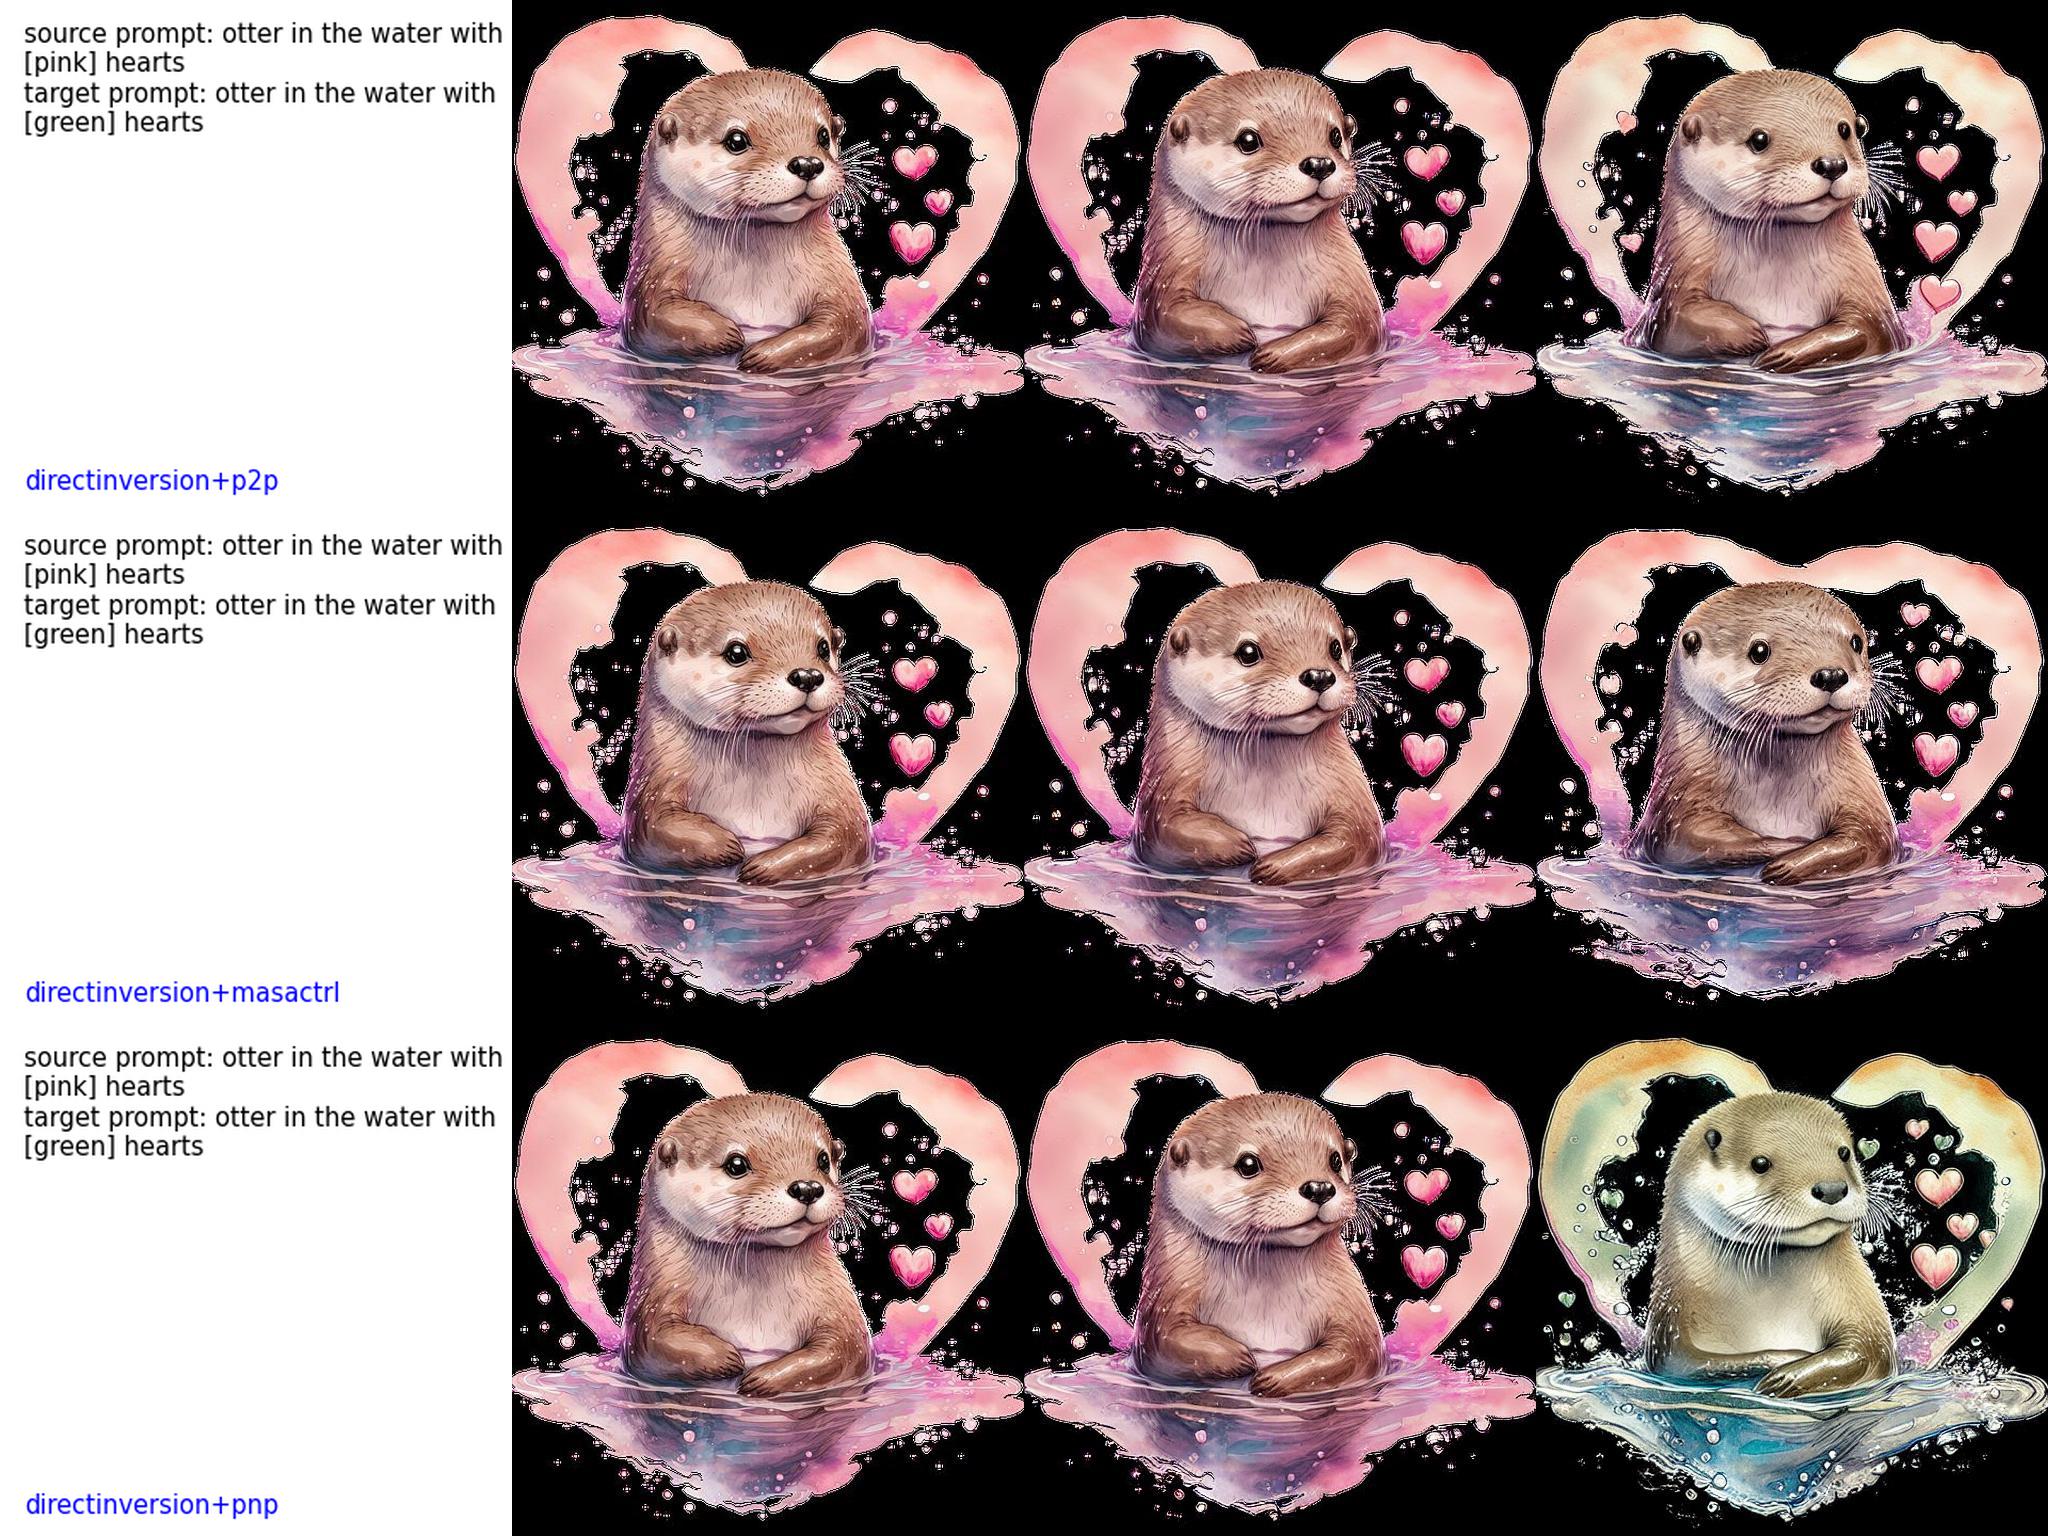 source prompt: otter in the water with
[pink] hearts
target prompt: otter in the water with
[green] hearts
directinversion+p2p
source prompt: otter in the water with
[pink] hearts
target prompt: otter in the water with
[green] hearts
directinversion+masactrl
source prompt: otter in the water with
[pink] hearts
target prompt: otter in the water with
[green] hearts
directinversion+pnp